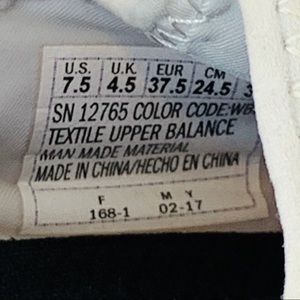 U.S. U.K. EUR CM
7.5 4.5 37.5 24.5
SN 12765 COLOR CODE:WB
TEXTILE UPPER BALANCE
MAN MADE MATERIAL
MADE IN CHINA/HECHO EN CHINA
F M Y
168-1 02-17